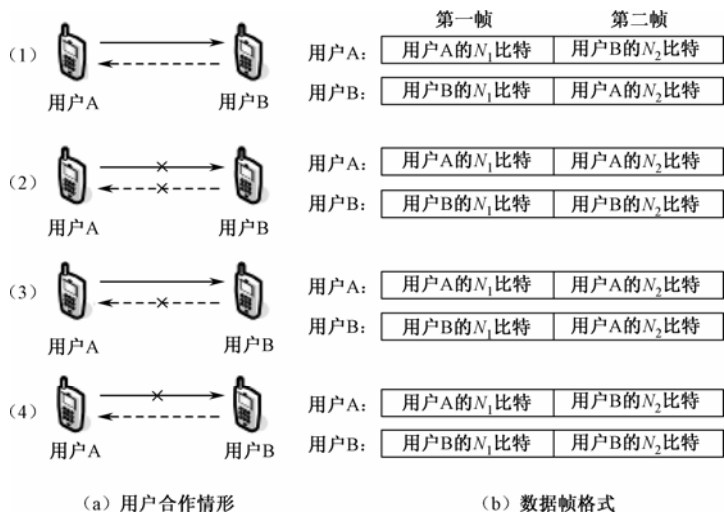 第一帧 第二帧
(1) 用户A: 用户A的N₁比特 用户B的N₂比特
用户A 用户B 用户B: 用户B的N₁比特 用户A的N₂比特
(2) 用户A: 用户A的N₁比特 用户A的N₂比特
用户A 用户B 用户B: 用户B的N₁比特 用户B的N₂比特
(3) 用户A: 用户A的N₁比特 用户A的N₂比特
用户A 用户B 用户B: 用户B的N₁比特 用户A的N₂比特
(4) 用户A: 用户A的N₁比特 用户B的N₂比特
用户A 用户B 用户B: 用户B的N₁比特 用户B的N₂比特
(a) 用户合作情形 (b) 数据帧格式